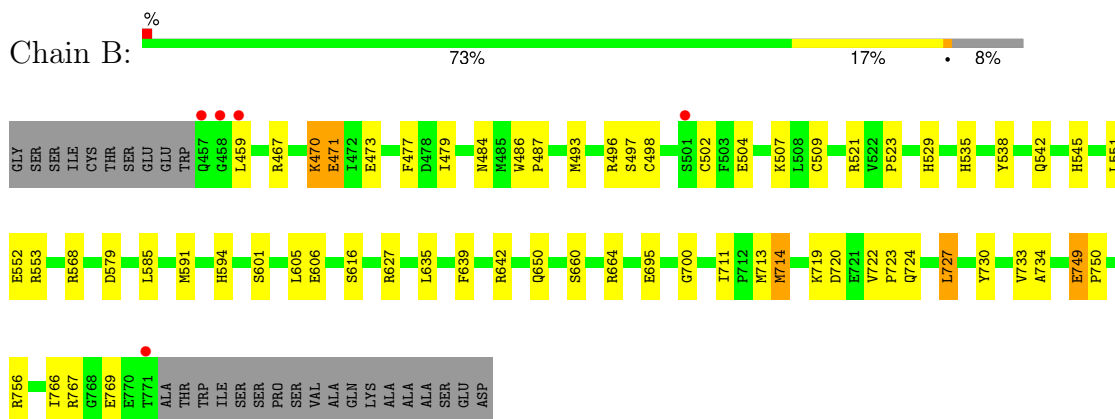 %
Chain B:
73% 17% • 8%
GLY SER SER ILE CYS THR SER GLU GLU TRP Q457 G458 L459 R467 K470 E471 I472 E473 F477 D478 I479 N484 M485 W486 P487 M493 R496 S497 C498 S501 C502 F503 E504 K507 L508 C509 R521 V522 P523 H529 H535 Y538 Q542 H545 L551
E552 R553 R568 D579 L585 M591 H594 S601 L605 E606 S616 R627 L635 F639 R642 Q650 S660 R664 E695 G700 I711 P712 M713 M714 K719 D720 E721 V722 P723 Q724 L727 Y730 V733 A734 E749 P750
R756 I766 R767 G768 E769 E770 T771 ALA THR TRP ILE SER SER PRO SER VAL ALA GLN LYS ALA ALA ALA SER GLU ASP